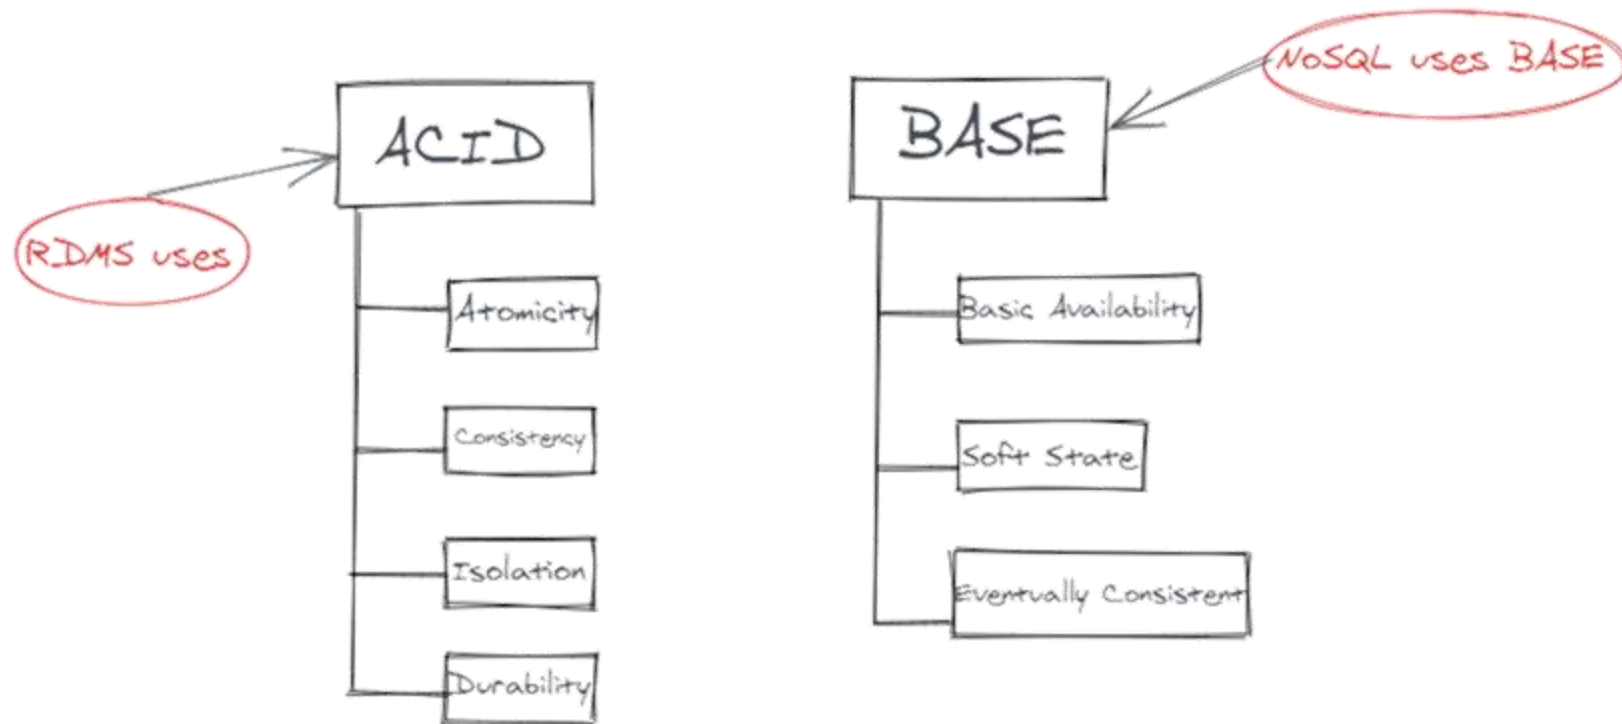 NoSQL uses BASE
ACID
BASE
RDMS uses
Atomicity
Basic Availability
Consistency
Soft State
Isolation
Eventually Consistent
Durability